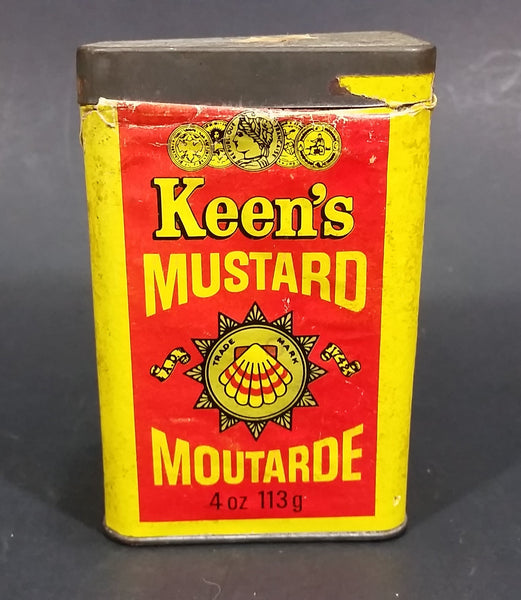 Keen's
MUSTARD
TRADE MARK
MOUTARDE
4 oz 113 g